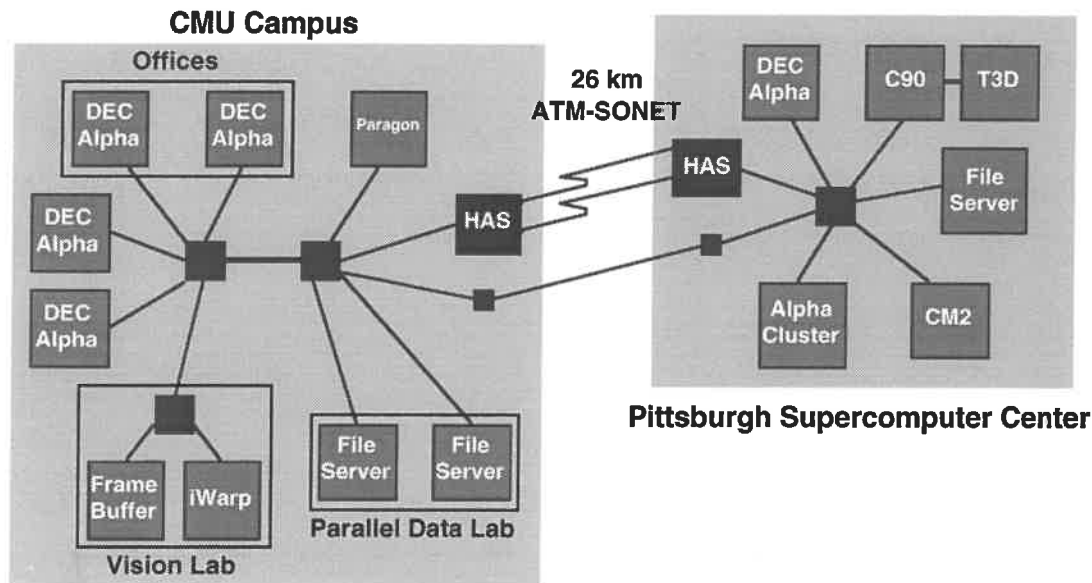 CMU Campus
Offices
DEC
Alpha
DEC
Alpha
Paragon
DEC
Alpha
DEC
Alpha
HAS
Frame
Buffer
iWarp
Vision Lab
File
Server
File
Server
Parallel Data Lab
26 km
ATM-SONET
HAS
DEC
Alpha
C90
T3D
File
Server
Alpha
Cluster
CM2
Pittsburgh Supercomputer Center